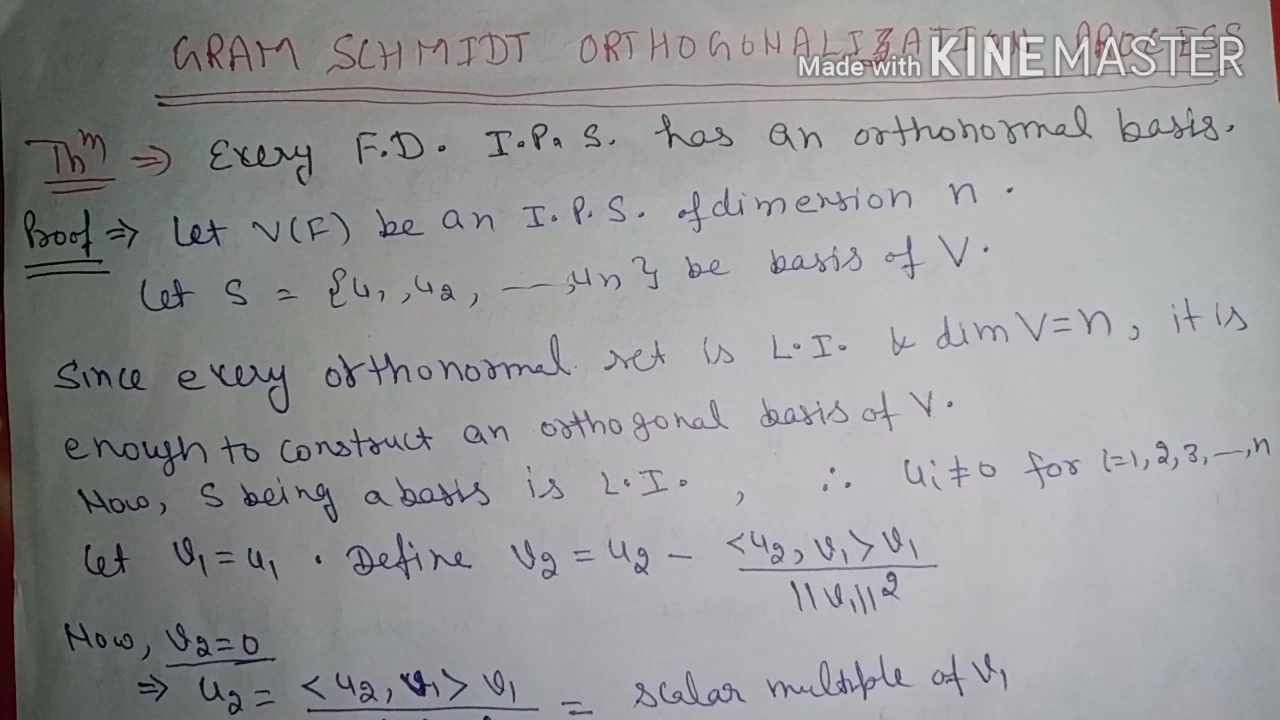 GRAM SCHMIDT ORTHOGONALIZATION PROCESS
Made with KINEMASTER
Thm ⇒ Every F.D. I.P.S. has an orthonormal basis.
Proof ⇒ Let V(F) be an I.P.S. of dimension n.
Let S = {u₁, u₂, ---, un} be basis of V.
Since every orthonormal set is L.I. & dim V=n, it is
enough to construct an orthogonal basis of V.
Now, S being a basis is L.I. , ∴ ui≠0 for i=1,2,3,---,n
Let v₁=u₁ . Define v₂ = u₂ - <u₂, v₁> v₁ / ||v₁||²
Now, v₂=0
⇒ u₂ = <u₂, v₁> v₁ = scalar multiple of v₁